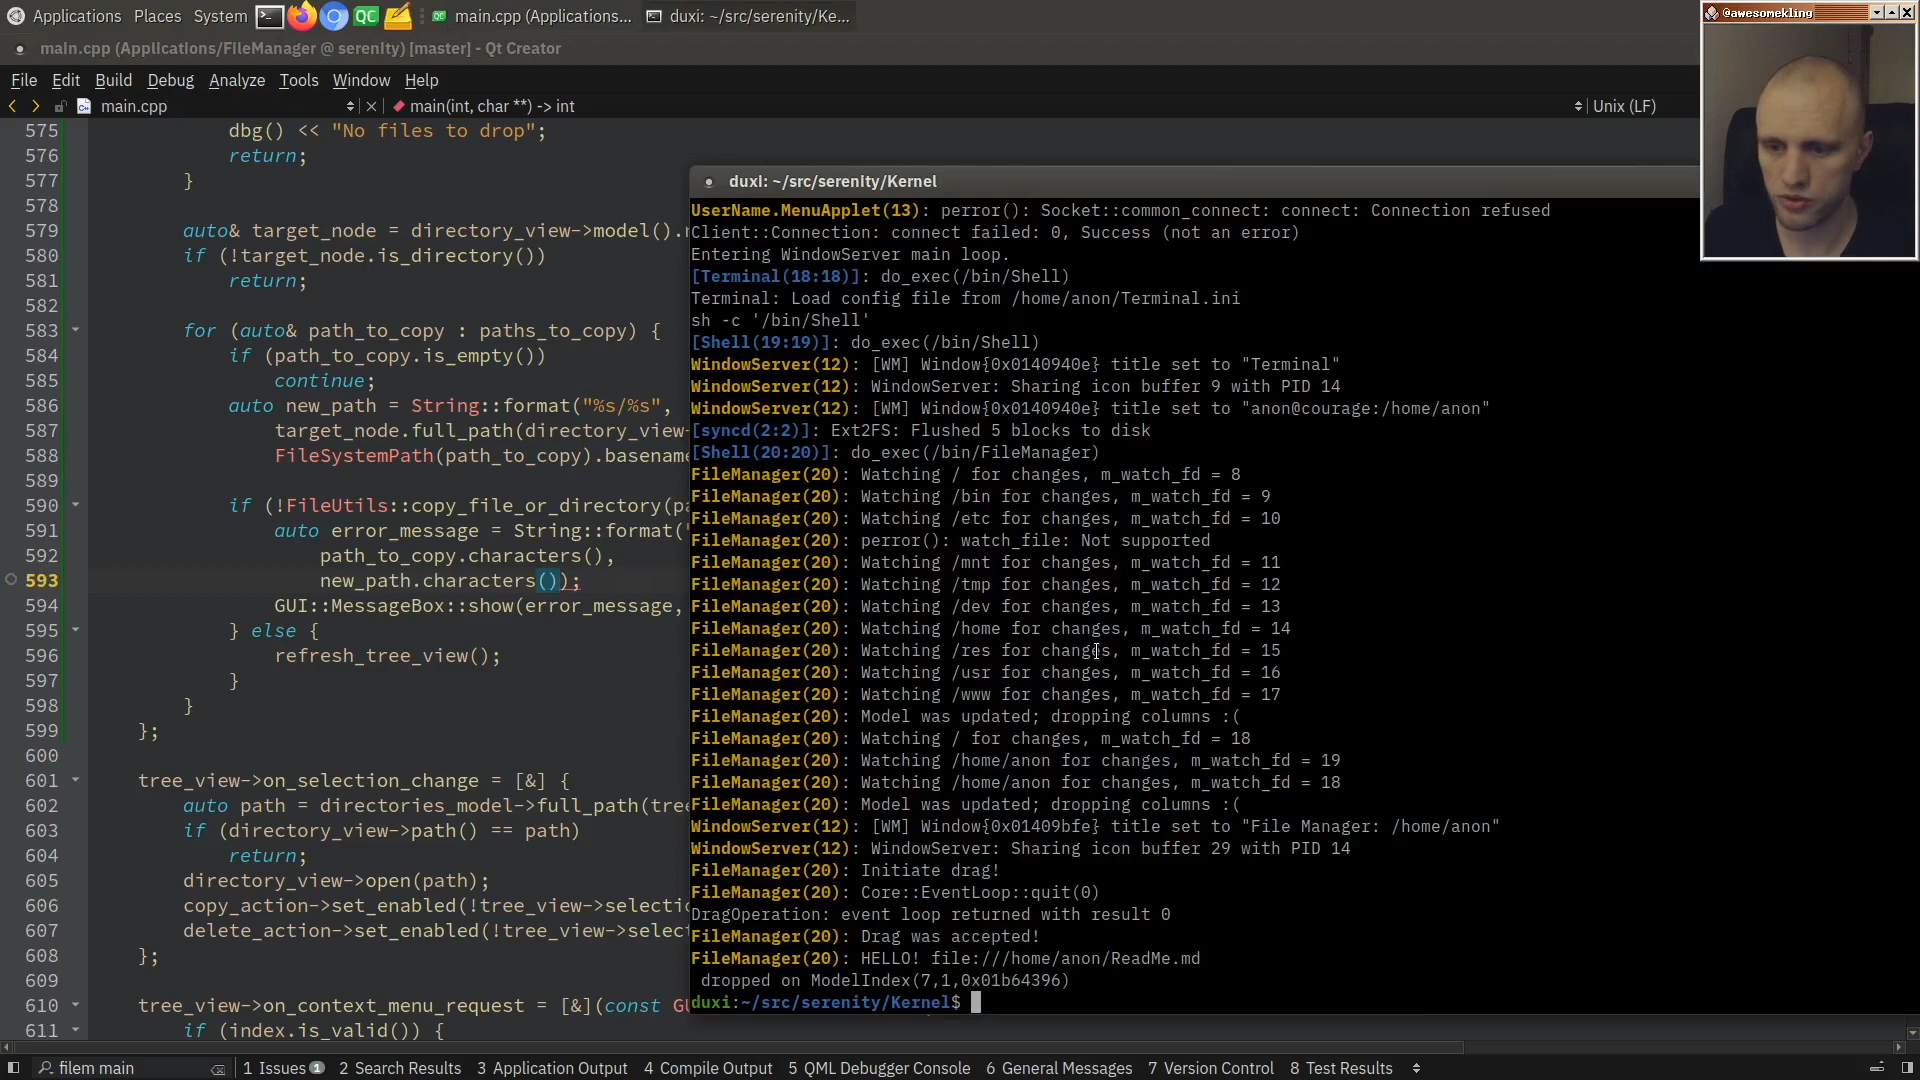 Applications Places System main.cpp (Applications... duxi: ~/src/serenity/Ke...
@awesomekling
main.cpp (Applications/FileManager @ serenity) [master] - Qt Creator
File Edit Build Debug Analyze Tools Window Help
main.cpp main(int, char **) -> int Unix (LF)
575 dbg() << "No files to drop";
576 return;
577 }
578
579 auto& target_node = directory_view->model().
580 if (!target_node.is_directory())
581 return;
582
583 for (auto& path_to_copy : paths_to_copy) {
584 if (path_to_copy.is_empty())
585 continue;
586 auto new_path = String::format("%s/%s",
587 target_node.full_path(directory_view-
588 FileSystemPath(path_to_copy).basename
589
590 if (!FileUtils::copy_file_or_directory(pa
591 auto error_message = String::format("
592 path_to_copy.characters(),
593 new_path.characters());
594 GUI::MessageBox::show(error_message,
595 } else {
596 refresh_tree_view();
597 }
598 }
599 };
600
601 tree_view->on_selection_change = [&] {
602 auto path = directories_model->full_path(tree
603 if (directory_view->path() == path)
604 return;
605 directory_view->open(path);
606 copy_action->set_enabled(!tree_view->selectio
607 delete_action->set_enabled(!tree_view->selec
608 };
609
610 tree_view->on_context_menu_request = [&](const GU
611 if (index.is_valid()) {
duxi: ~/src/serenity/Kernel
UserName.MenuApplet(13): perror(): Socket::common_connect: connect: Connection refused
Client::Connection: connect failed: 0, Success (not an error)
Entering WindowServer main loop.
[Terminal(18:18)]: do_exec(/bin/Shell)
Terminal: Load config file from /home/anon/Terminal.ini
sh -c '/bin/Shell'
[Shell(19:19)]: do_exec(/bin/Shell)
WindowServer(12): [WM] Window{0x0140940e} title set to "Terminal"
WindowServer(12): WindowServer: Sharing icon buffer 9 with PID 14
WindowServer(12): [WM] Window{0x0140940e} title set to "anon@courage:/home/anon"
[syncd(2:2)]: Ext2FS: Flushed 5 blocks to disk
[Shell(20:20)]: do_exec(/bin/FileManager)
FileManager(20): Watching / for changes, m_watch_fd = 8
FileManager(20): Watching /bin for changes, m_watch_fd = 9
FileManager(20): Watching /etc for changes, m_watch_fd = 10
FileManager(20): perror(): watch_file: Not supported
FileManager(20): Watching /mnt for changes, m_watch_fd = 11
FileManager(20): Watching /tmp for changes, m_watch_fd = 12
FileManager(20): Watching /dev for changes, m_watch_fd = 13
FileManager(20): Watching /home for changes, m_watch_fd = 14
FileManager(20): Watching /res for changes, m_watch_fd = 15
FileManager(20): Watching /usr for changes, m_watch_fd = 16
FileManager(20): Watching /www for changes, m_watch_fd = 17
FileManager(20): Model was updated; dropping columns :(
FileManager(20): Watching / for changes, m_watch_fd = 18
FileManager(20): Watching /home/anon for changes, m_watch_fd = 19
FileManager(20): Watching /home/anon for changes, m_watch_fd = 18
FileManager(20): Model was updated; dropping columns :(
WindowServer(12): [WM] Window{0x01409bfe} title set to "File Manager: /home/anon"
WindowServer(12): WindowServer: Sharing icon buffer 29 with PID 14
FileManager(20): Initiate drag!
FileManager(20): Core::EventLoop::quit(0)
DragOperation: event loop returned with result 0
FileManager(20): Drag was accepted!
FileManager(20): HELLO! file:///home/anon/ReadMe.md
dropped on ModelIndex(7,1,0x01b64396)
duxi:~/src/serenity/Kernel$
filem main 1 Issues 1 2 Search Results 3 Application Output 4 Compile Output 5 QML Debugger Console 6 General Messages 7 Version Control 8 Test Results